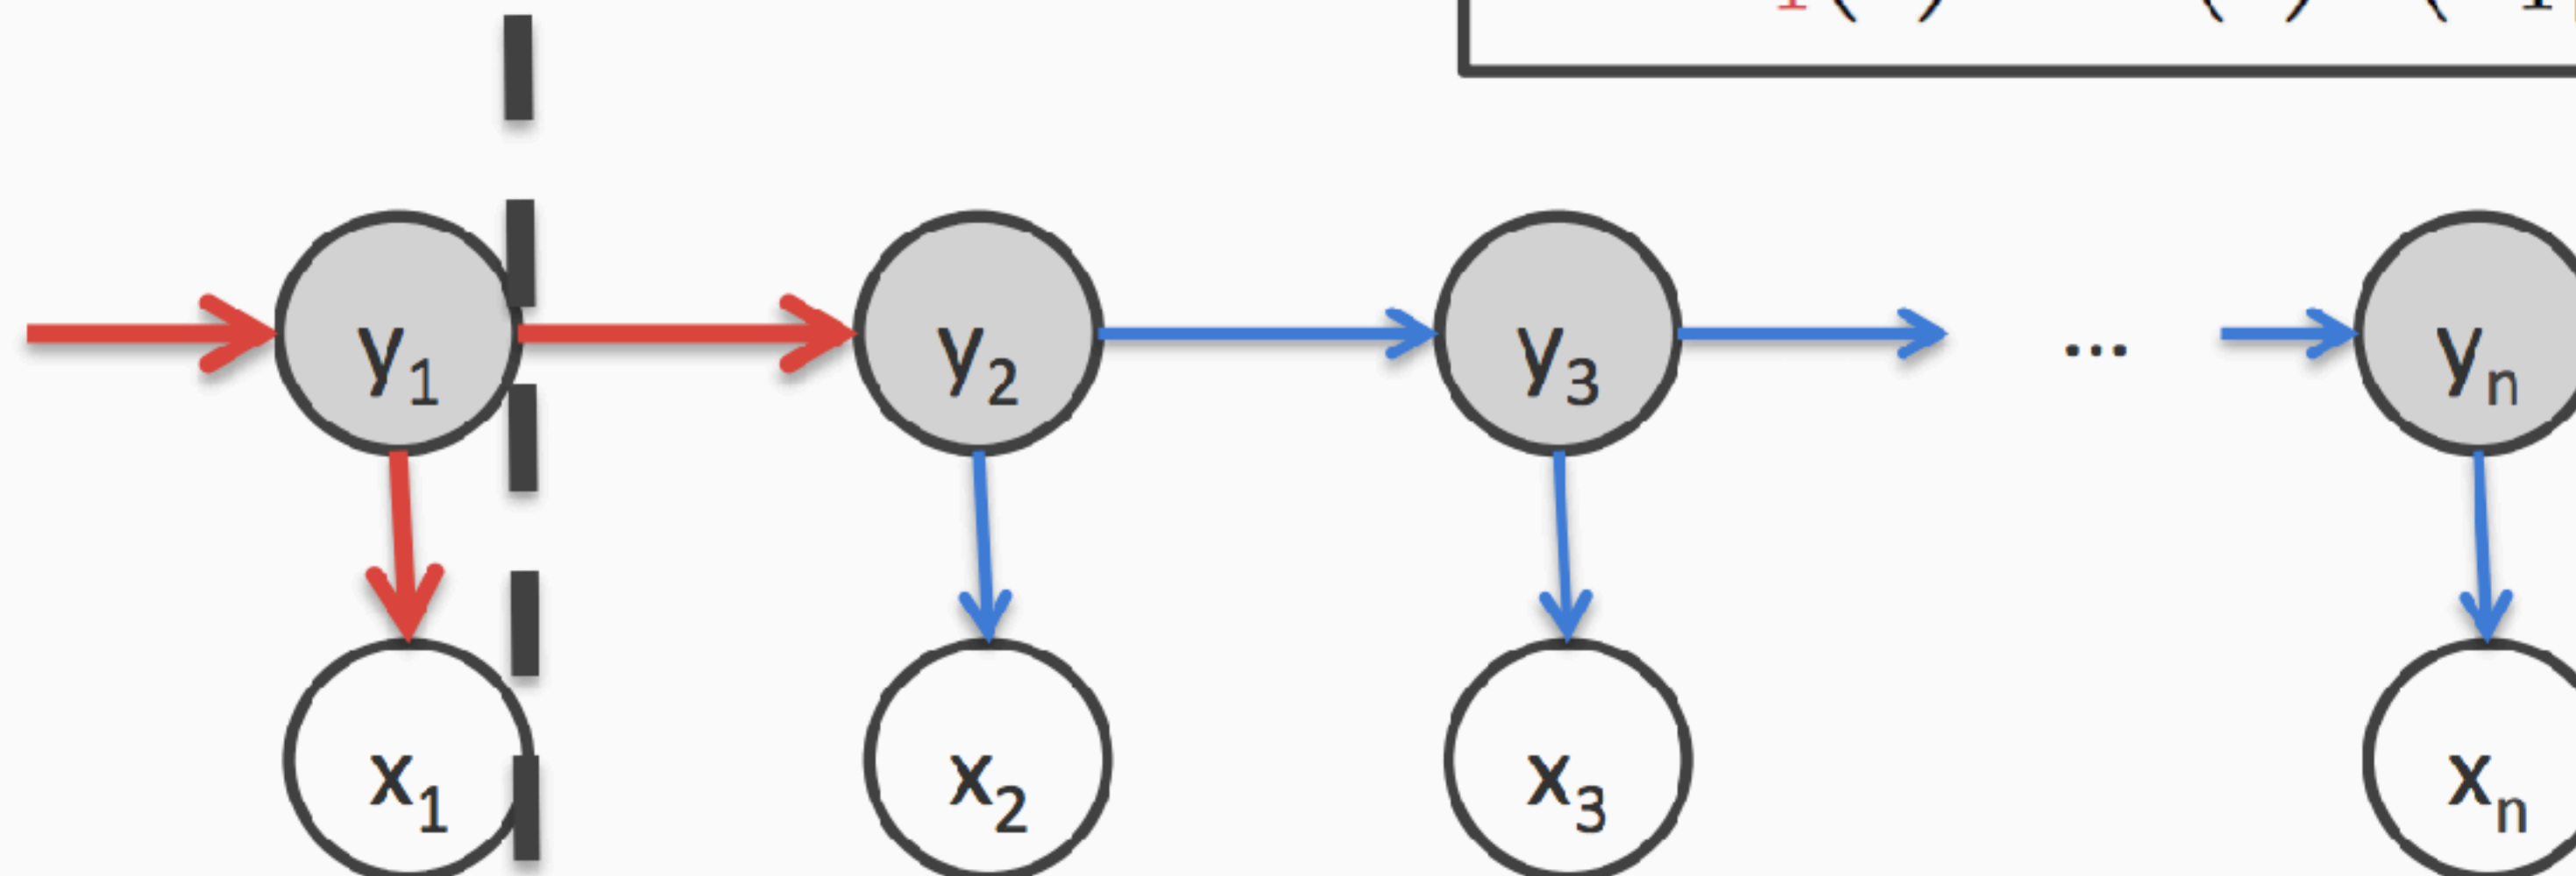 y₁ y₂ y₃ ... yₙ
x₁ x₂ x₃ xₙ